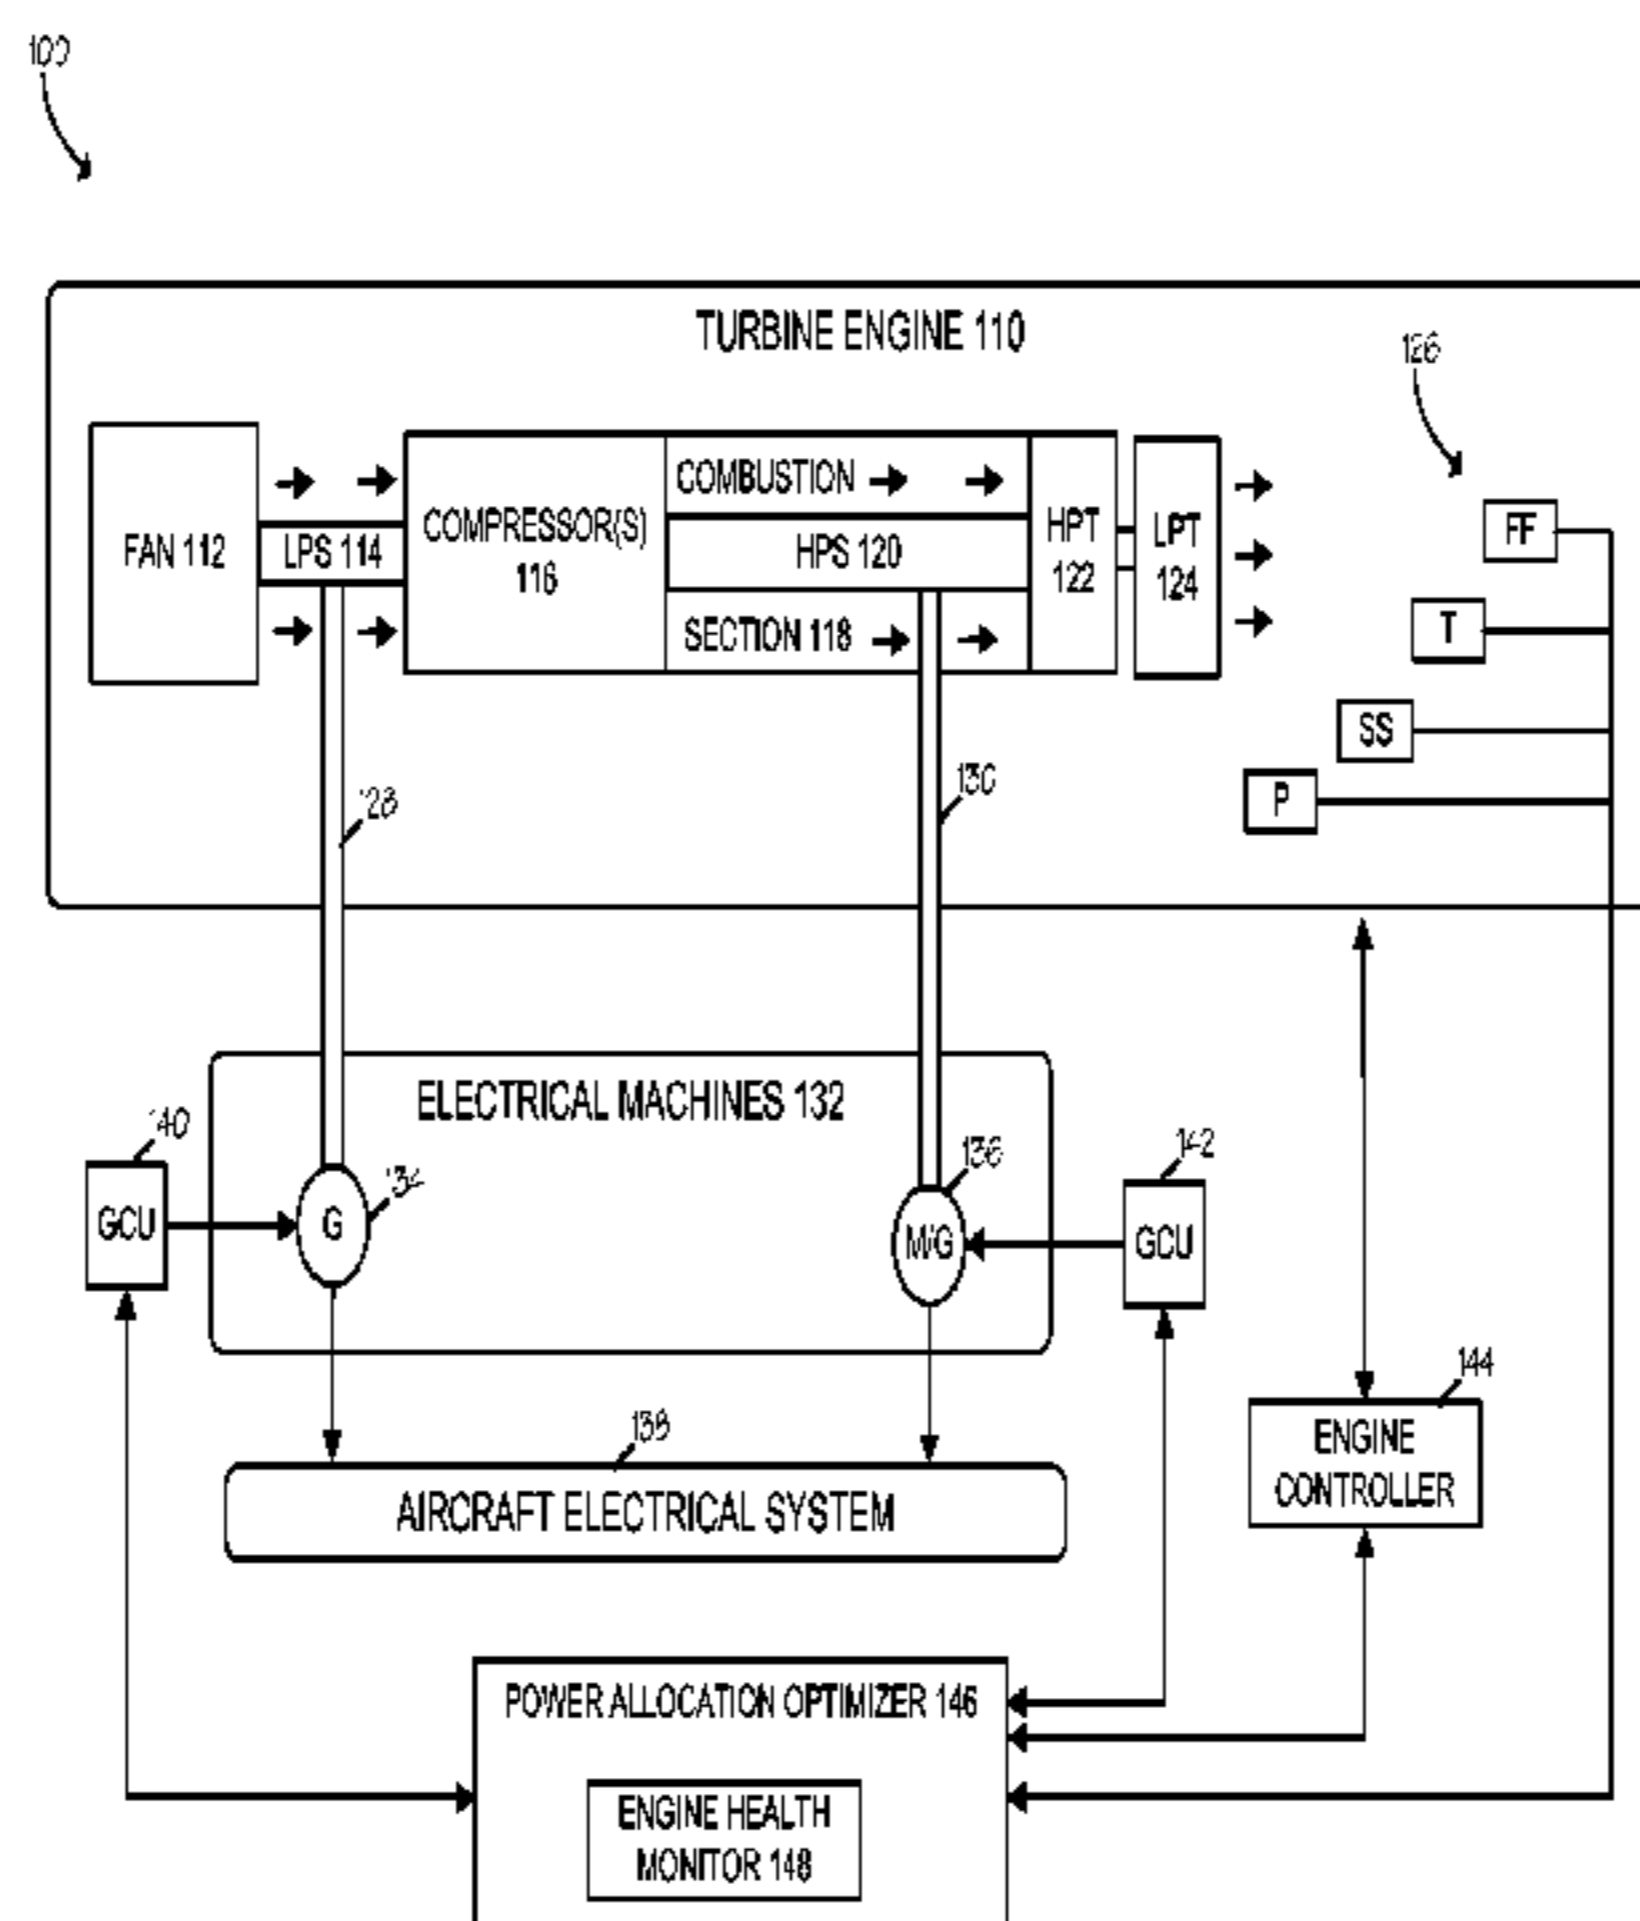 100
TURBINE ENGINE 110
126
FAN 112
LPS 114
COMPRESSOR(S)
116
COMBUSTION
HPS 120
SECTION 118
HPT
122
LPT
124
FF
T
SS
P
128
130
ELECTRICAL MACHINES 132
140
GCU
134
G
136
M/G
142
GCU
138
AIRCRAFT ELECTRICAL SYSTEM
144
ENGINE
CONTROLLER
POWER ALLOCATION OPTIMIZER 146
ENGINE HEALTH
MONITOR 148